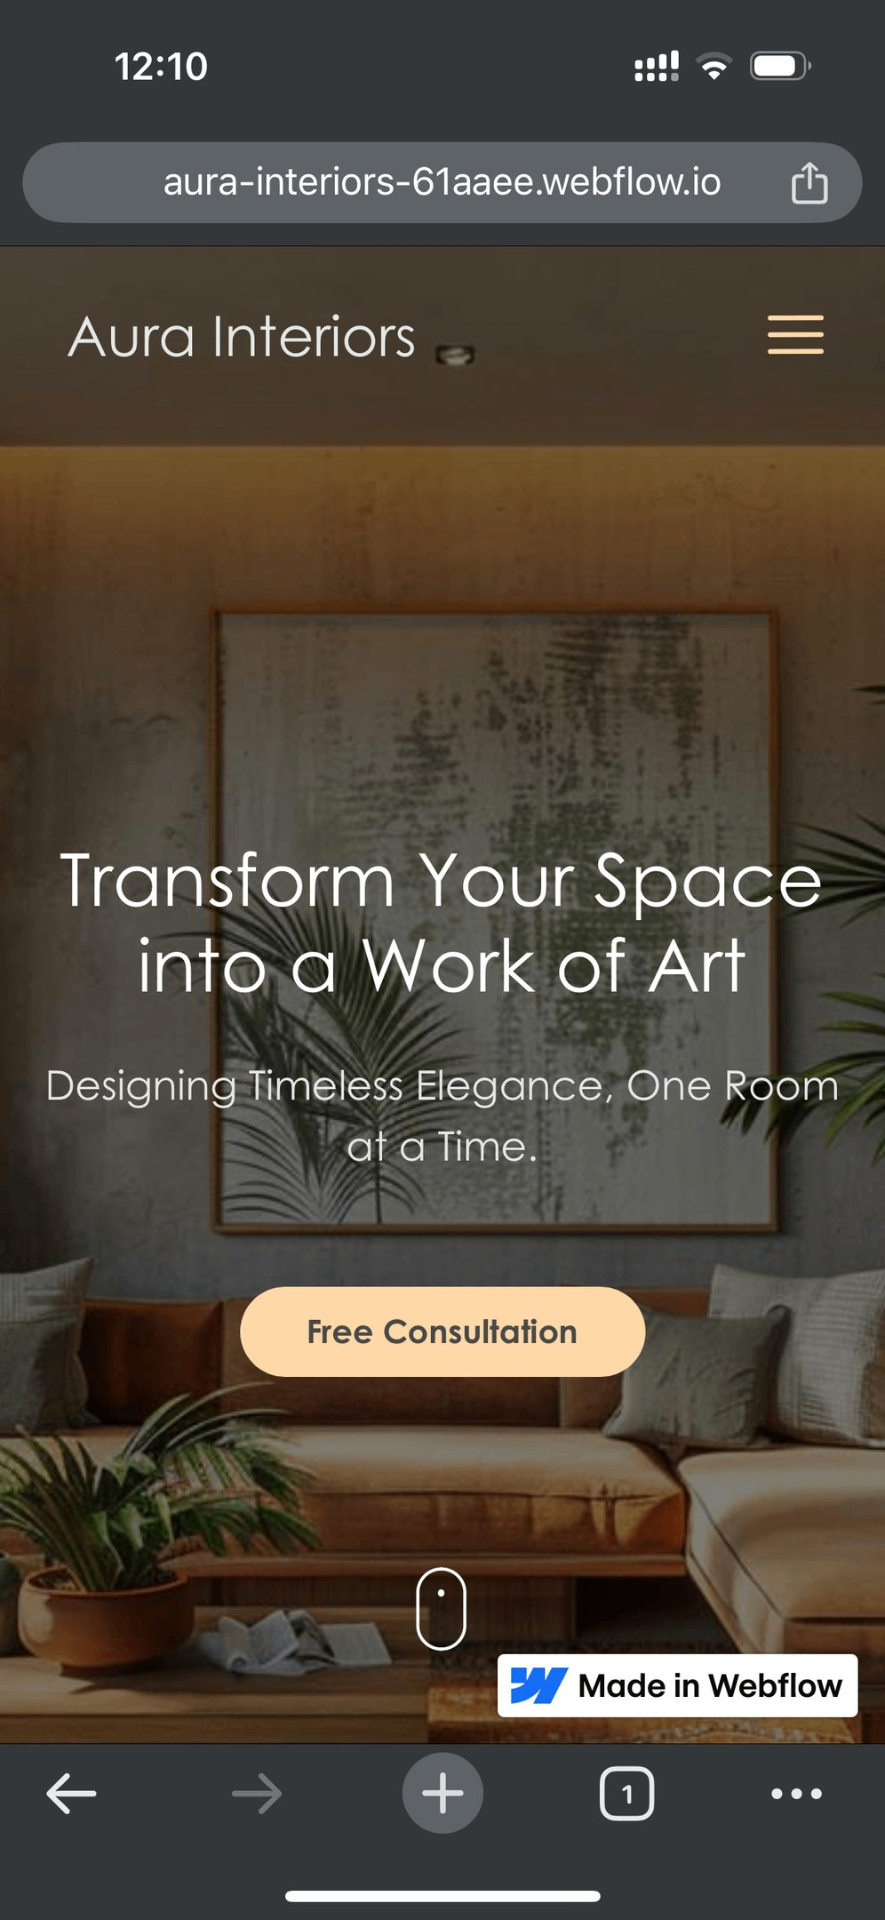 12:10
aura-interiors-61aaee.webflow.io
Aura Interiors
Transform Your Space
into a Work of Art
Designing Timeless Elegance, One Room
at a Time.
Free Consultation
Made in Webflow
1